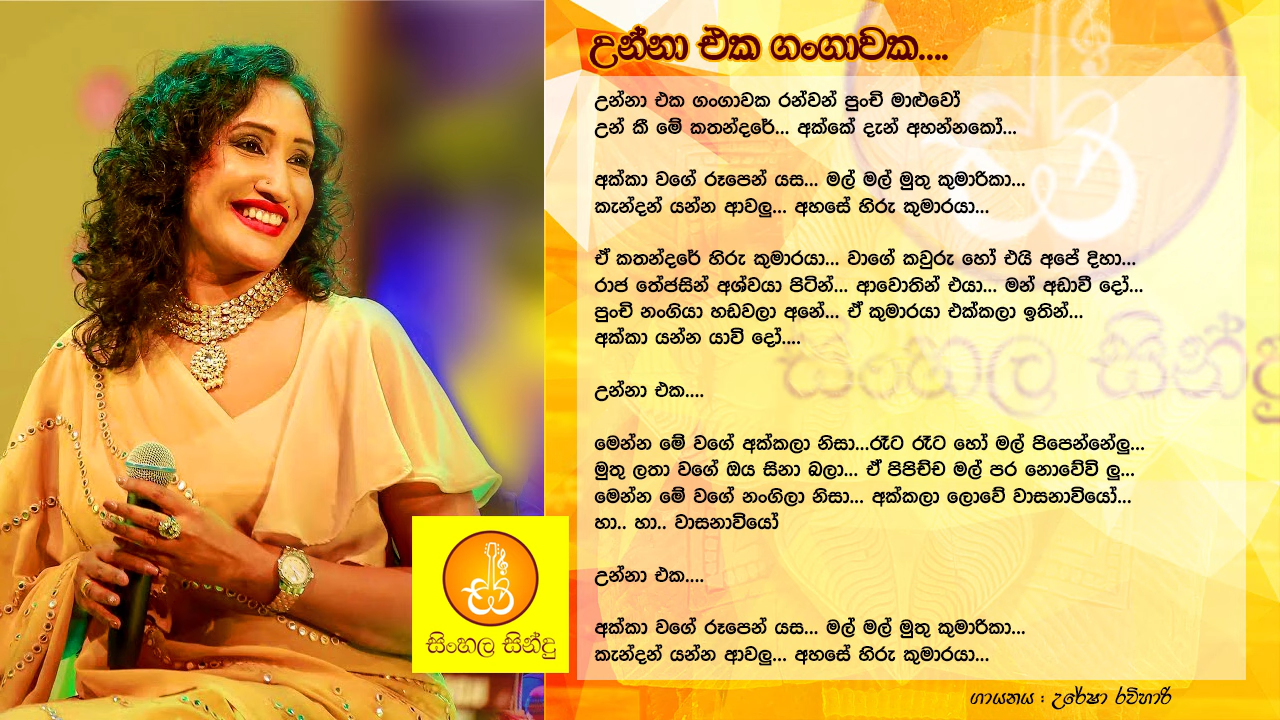 උන්නා එක ගංගාවක....
උන්නා එක ගංගාවක රන්වන් පුංචි මාළුවෝ
උන් කී මේ කතන්දරේ... අක්කේ දැන් අහන්නකෝ...
අක්කා වගේ රූපෙන් යස... මල් මල් මුතු කුමාරිකා...
කැන්දන් යන්න ආවලු... අහසේ හිරු කුමාරයා...
ඒ කතන්දරේ හිරු කුමාරයා... වාගේ කවුරු හෝ එයි අපේ දිහා...
රාජ තේජසින් අශ්වයා පිටින්... ආවොතින් එයා... මන් අඩාවී දෝ...
පුංචි නංගියා හඩවලා අනේ... ඒ කුමාරයා එක්කලා ඉතින්...
අක්කා යන්න යාවි දෝ....
උන්නා එක....
මෙන්න මේ වගේ අක්කලා නිසා...රෑට රෑට හෝ මල් පිපෙන්නේලු...
මුතු ලතා වගේ ඔය සිනා බලා... ඒ පිපිච්ච මල් පර නොවේවි ලු...
මෙන්න මේ වගේ නංගිලා නිසා... අක්කලා ලොවේ වාසනාවියෝ...
හා.. හා.. වාසනාවියෝ
උන්නා එක....
අක්කා වගේ රූපෙන් යස... මල් මල් මුතු කුමාරිකා...
කැන්දන් යන්න ආවලු... අහසේ හිරු කුමාරයා...
ගායනය : උරේෂා රවිහාරි
සිංහල සින්දු
සිංහල සින්දු